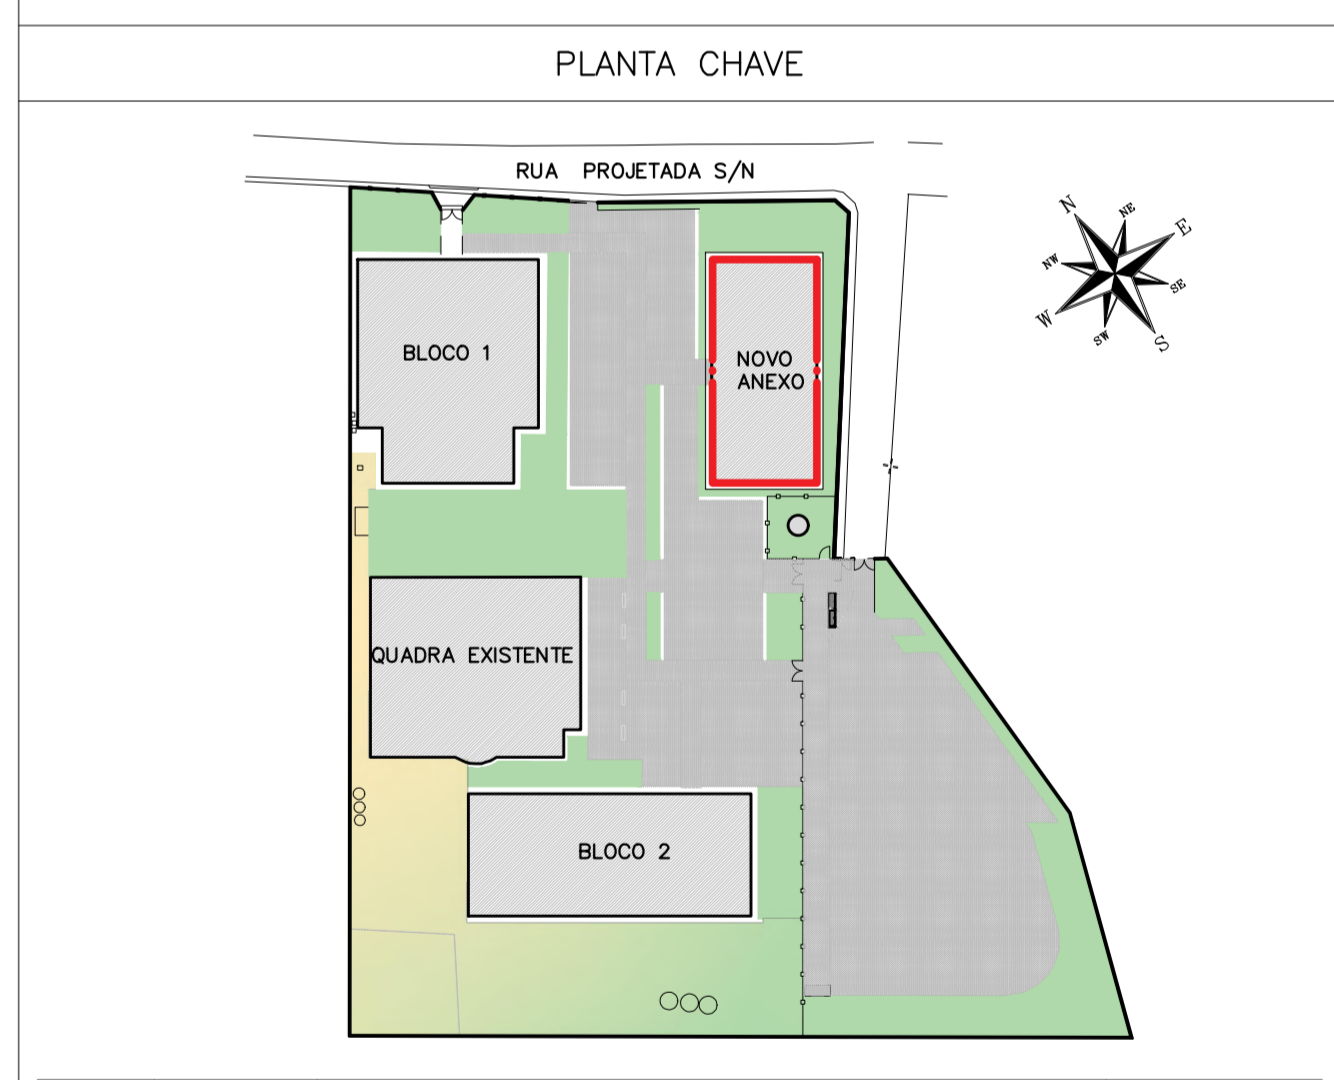 PLANTA CHAVE
RUA PROJETADA S/N
N
NE
E
NW
SE
W
SW
S
BLOCO 1
NOVO
ANEXO
QUADRA EXISTENTE
BLOCO 2